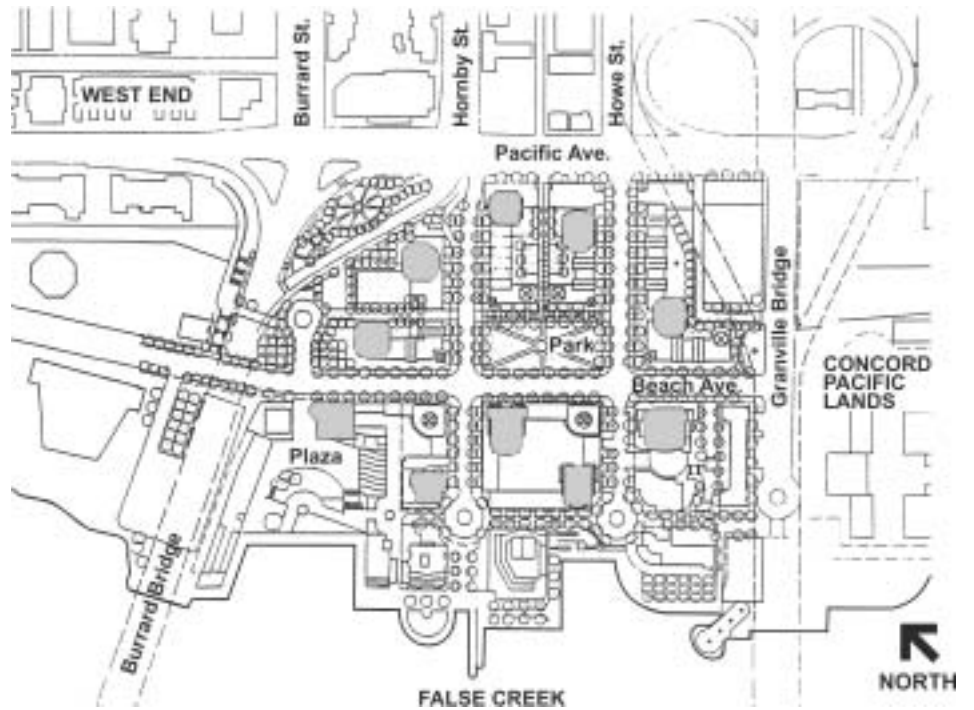 Burrard St.
Hornby St.
Howe St.
WEST END
Pacific Ave.
Granville Bridge
Park
CONCORD
PACIFIC
LANDS
Beach Ave.
Plaza
Burrard Bridge
NORTH
FALSE CREEK